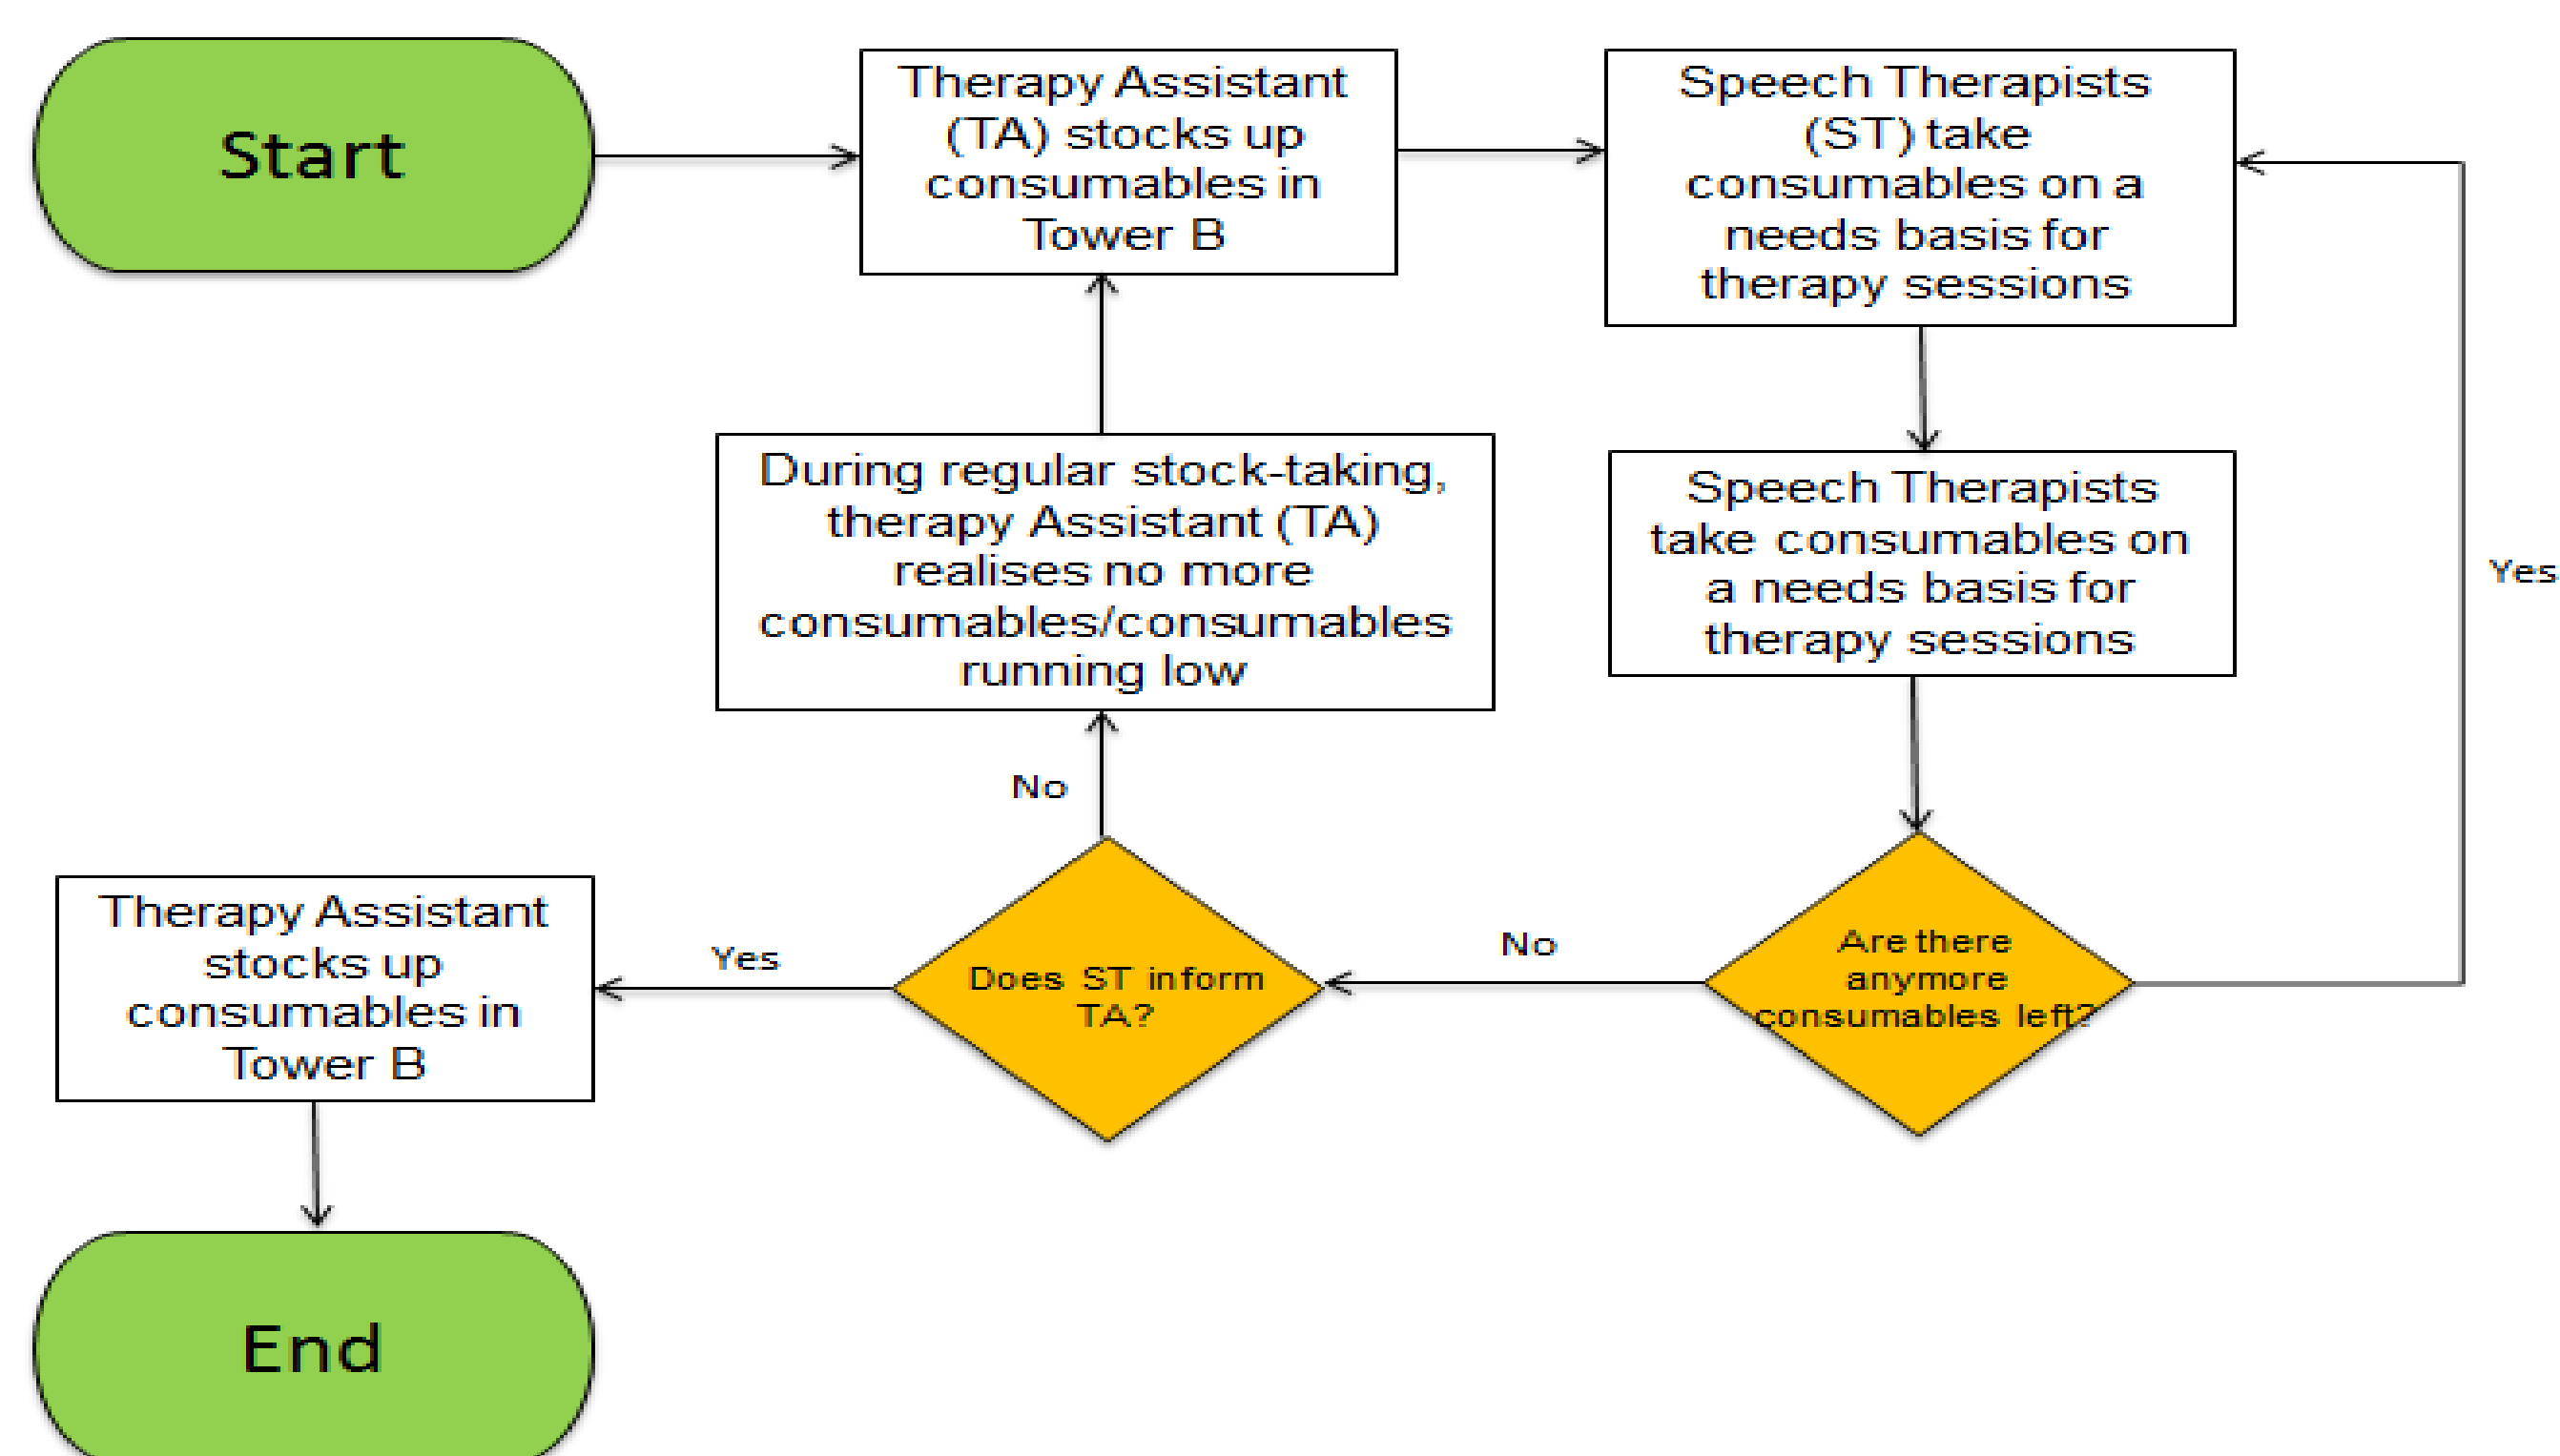 Start
Therapy Assistant
(TA) stocks up
consumables in
Tower B
Speech Therapists
(ST) take
consumables on a
needs basis for
therapy sessions
During regular stock-taking,
therapy Assistant (TA)
realises no more
consumables/consumables
running low
Speech Therapists
take consumables on
a needs basis for
therapy sessions
Yes
No
Therapy Assistant
stocks up
consumables in
Tower B
Yes
Does ST inform
TA?
No
Are there
anymore
consumables left?
End